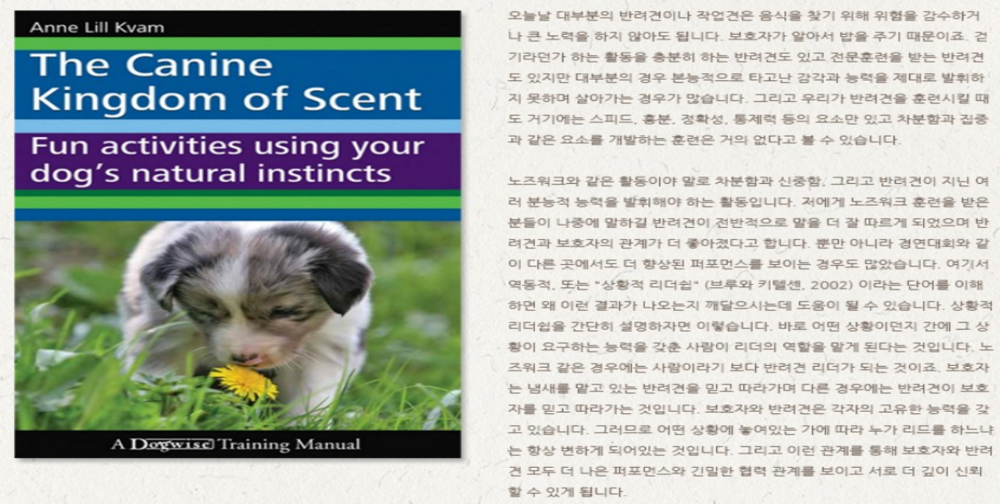 Anne Lill Kvam
The Canine
Kingdom of Scent
Fun activities using your
dog's natural instincts
A Dogwise Training Manual
오늘날 대부분의 반려견이나 작업견은 음식을 찾기 위해 위험을 감수하거
나 큰 노력을 하지 않아도 됩니다. 보호자가 알아서 밥을 주기 때문이죠. 걷
기라던가 하는 활동을 충분히 하는 반려견도 있고 전문훈련을 받는 반려견
도 있지만 대부분의 경우 본능적으로 타고난 감각과 능력을 제대로 발휘하
지 못하며 살아가는 경우가 많습니다. 그리고 우리가 반려견을 훈련시킬 때
도 거기에는 스피드, 흥분, 정확성, 통제력 등의 요소만 있고 차분함과 집중
과 같은 요소를 개발하는 훈련은 거의 없다고 볼 수 있습니다.
노즈워크와 같은 활동이야 말로 차분함과 신중함, 그리고 반려견이 지닌 여
러 본능적 능력을 발휘해야 하는 활동입니다. 저에게 노즈워크 훈련을 받은
분들이 나중에 말하길 반려견이 전반적으로 말을 더 잘 따르게 되었으며 반
려견과 보호자의 관계가 더 좋아졌다고 합니다. 뿐만 아니라 경연대회와 같
이 다른 곳에서도 더 향상된 퍼포먼스를 보이는 경우도 많았습니다. 여기서
역동적, 또는 "상황적 리더쉽" (브루와 키텔센, 2002) 이라는 단어를 이해
하면 왜 이런 결과가 나오는지 깨달으시는데 도움이 될 수 있습니다. 상황적
리더쉽을 간단히 설명하자면 이렇습니다. 바로 어떤 상황이던지 간에 그 상
황이 요구하는 능력을 갖춘 사람이 리더의 역할을 맡게 된다는 것입니다. 노
즈워크 같은 경우에는 사람이라기 보다 반려견 리더가 되는 것이죠. 보호자
는 냄새를 맡고 있는 반려견을 믿고 따라가며 다른 경우에는 반려견이 보호
자를 믿고 따라가는 것입니다. 보호자와 반려견은 각자의 고유한 능력을 갖
고 있습니다. 그러므로 어떤 상황에 놓여있는 가에 따라 누가 리드를 하느냐
는 항상 변하게 되어있는 것입니다. 그리고 이런 관계를 통해 보호자와 반려
견 모두 더 나은 퍼포먼스와 긴밀한 협력 관계를 보이고 서로 더 깊이 신뢰
할 수 있게 됩니다.